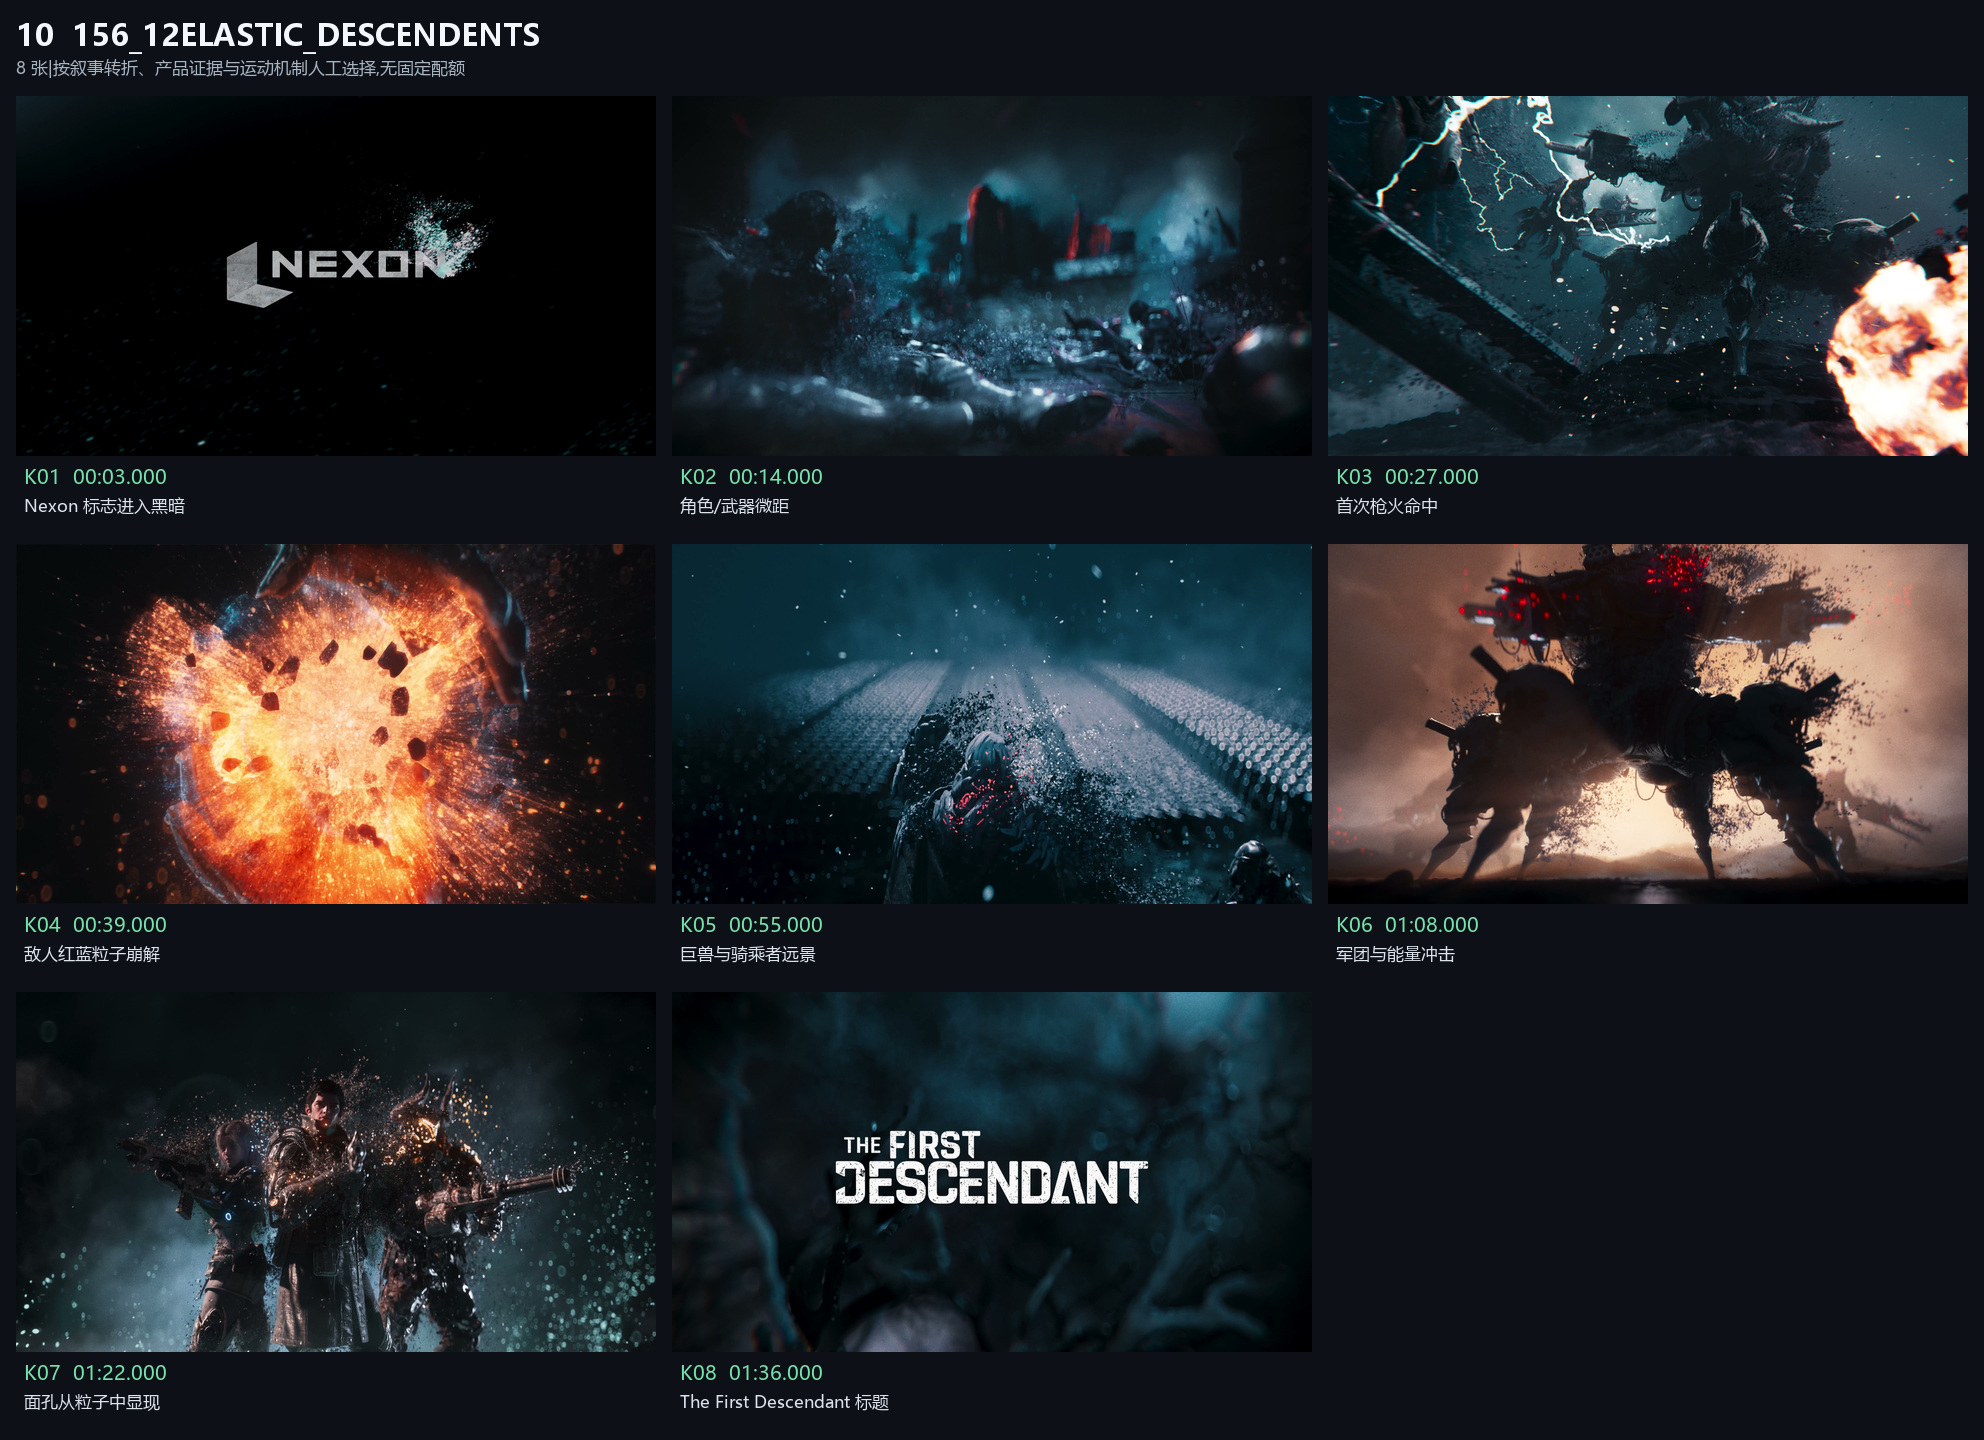 10 156_12ELASTIC_DESCENDENTS
8 张|按叙事转折、产品证据与运动机制人工选择,无固定配额
NEXON
K01 00:03.000
Nexon 标志进入黑暗
K02 00:14.000
角色/武器微距
K03 00:27.000
首次枪火命中
K04 00:39.000
敌人红蓝粒子崩解
K05 00:55.000
巨兽与骑乘者远景
K06 01:08.000
军团与能量冲击
K07 01:22.000
面孔从粒子中显现
THE FIRST
DESCENDANT
K08 01:36.000
The First Descendant 标题